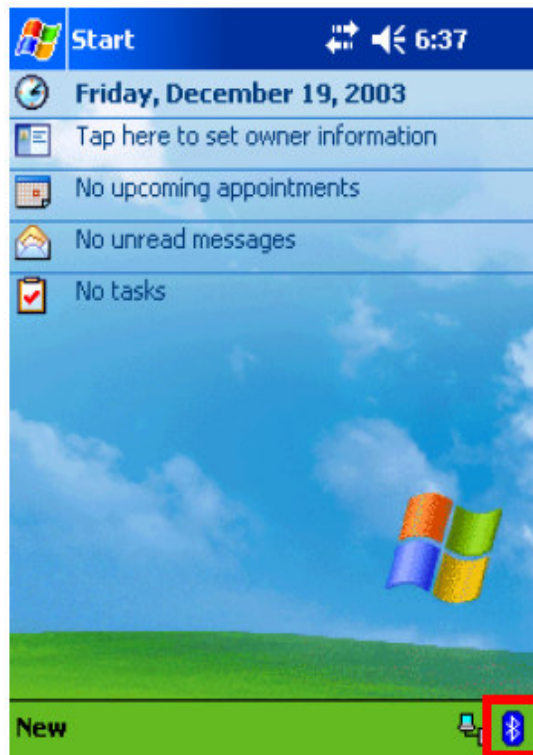 Start 6:37
Friday, December 19, 2003
Tap here to set owner information
No upcoming appointments
No unread messages
No tasks
New